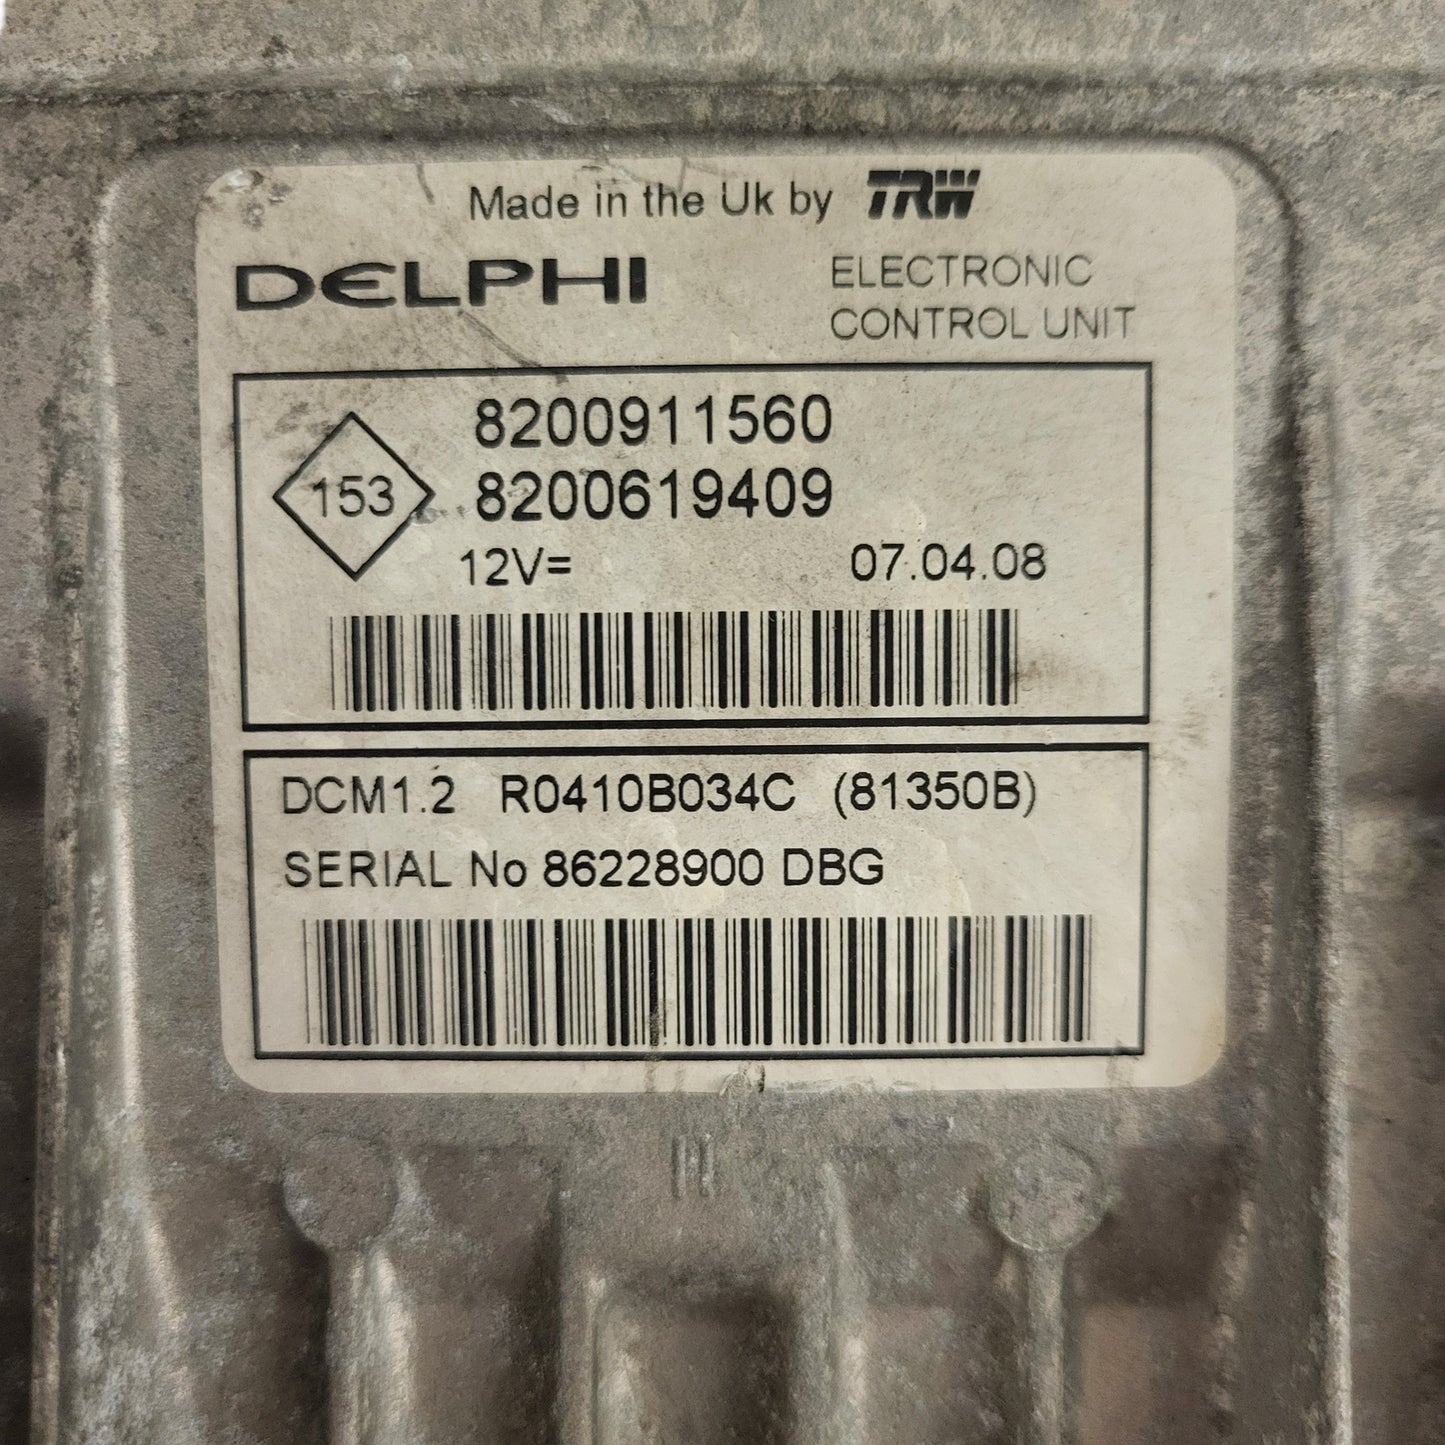 Made in the Uk by TRW
DELPHI
ELECTRONIC
CONTROL UNIT
8200911560
153
8200619409
12V= 07.04.08
DCM1.2 R0410B034C (81350B)
SERIAL No 86228900 DBG